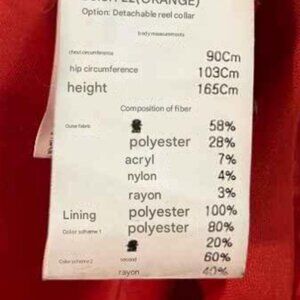 Option: Detachable reel collar
body measurements
chest circumference 90Cm
hip circumference 103Cm
height 165Cm
Composition of fiber
Outer fabric 58%
polyester 28%
acryl 7%
nylon 4%
rayon 3%
Lining polyester 100%
Color scheme 1 polyester 80%
20%
Color scheme 2 second 60%
rayon 40%